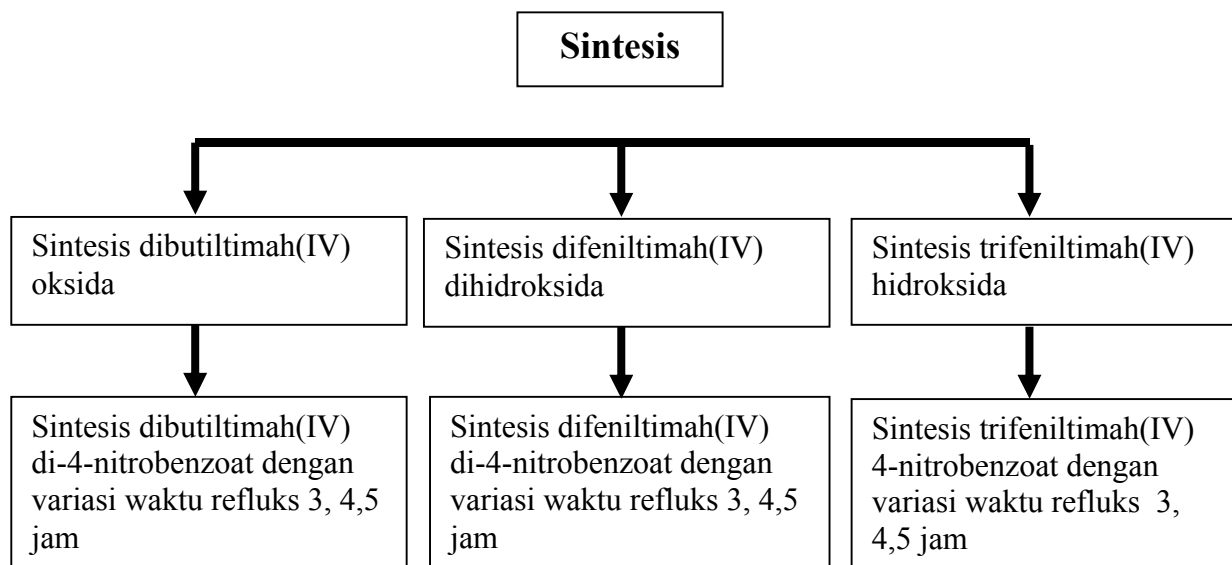 Sintesis
Sintesis dibutiltimah(IV)
oksida
Sintesis difeniltimah(IV)
dihidroksida
Sintesis trifeniltimah(IV)
hidroksida
Sintesis dibutiltimah(IV)
di-4-nitrobenzoat dengan
variasi waktu refluks 3, 4,5
jam
Sintesis difeniltimah(IV)
di-4-nitrobenzoat dengan
variasi waktu refluks 3, 4,5
jam
Sintesis trifeniltimah(IV)
4-nitrobenzoat dengan
variasi waktu refluks 3,
4,5 jam